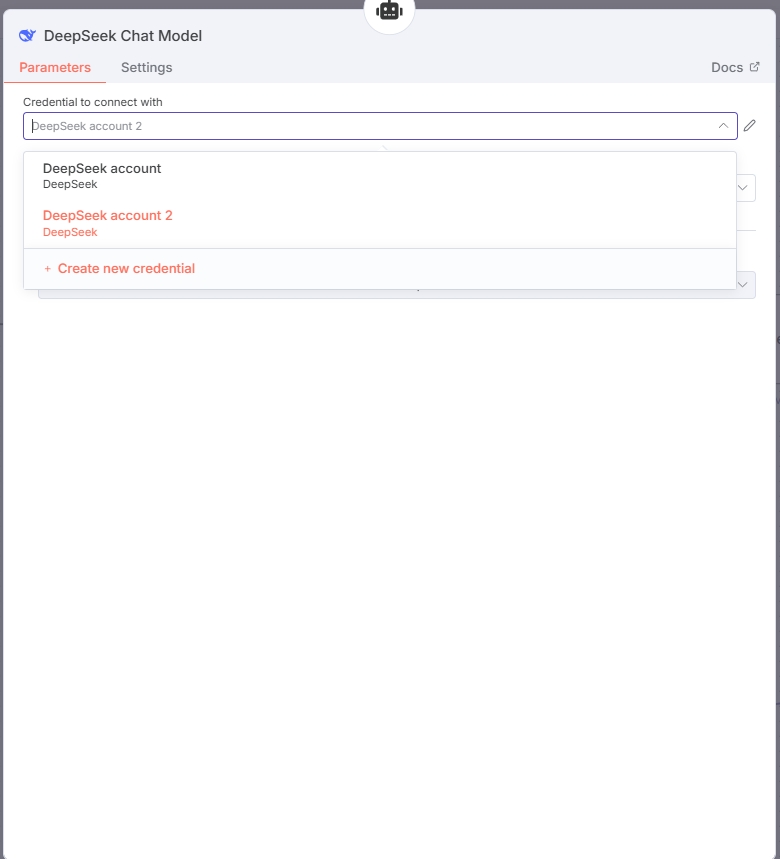 DeepSeek Chat Model
Parameters Settings Docs
Credential to connect with
DeepSeek account 2
DeepSeek account
DeepSeek
DeepSeek account 2
DeepSeek
+ Create new credential